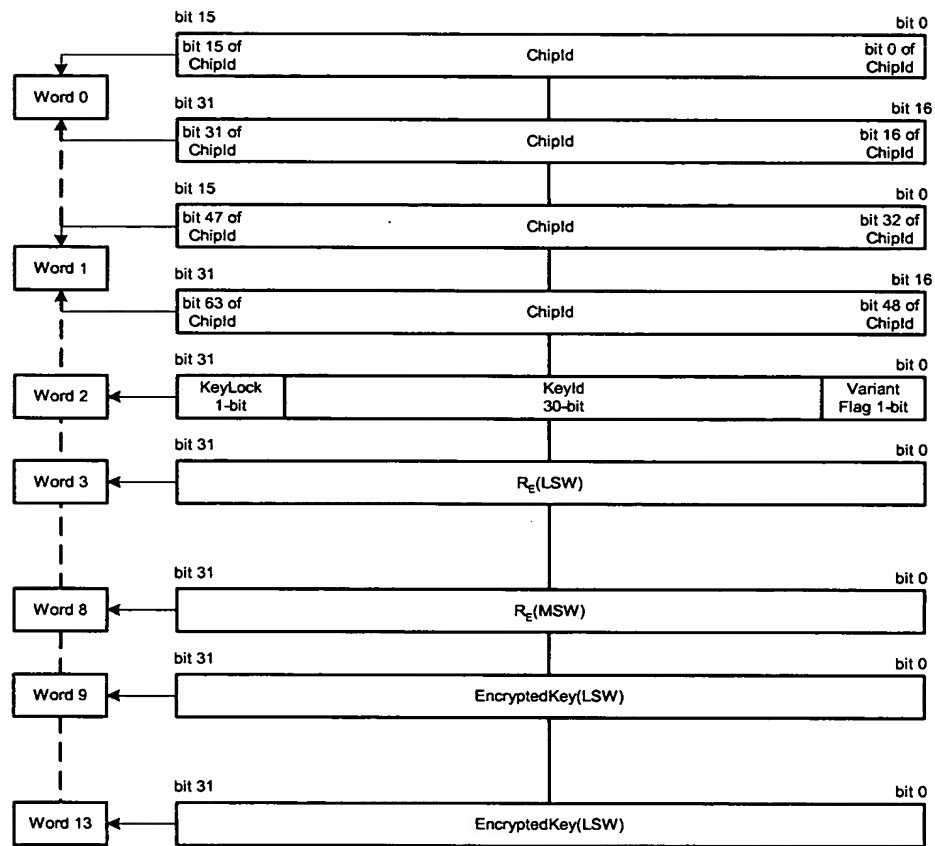 bit 15
bit 0
bit 15 of
ChipId
ChipId
bit 0 of
ChipId
Word 0
bit 31
bit 16
bit 31 of
ChipId
ChipId
bit 16 of
ChipId
bit 15
bit 0
bit 47 of
ChipId
ChipId
bit 32 of
ChipId
Word 1
bit 31
bit 16
bit 63 of
ChipId
ChipId
bit 48 of
ChipId
bit 31
bit 0
Word 2
KeyLock
1-bit
KeyId
30-bit
Variant
Flag 1-bit
bit 31
bit 0
Word 3
RE(LSW)
bit 31
bit 0
Word 8
RE(MSW)
bit 31
bit 0
Word 9
EncryptedKey(LSW)
bit 31
bit 0
Word 13
EncryptedKey(LSW)